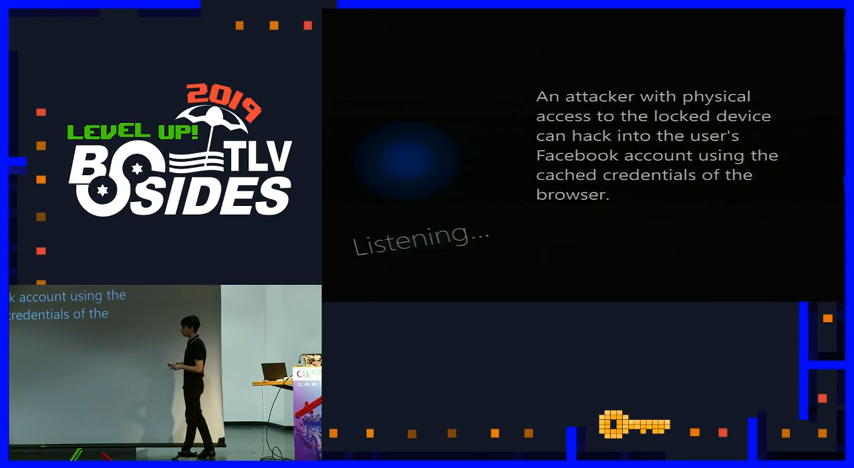 2019
LEVEL UP!
BSIDES TLV
An attacker with physical
access to the locked device
can hack into the user's
Facebook account using the
cached credentials of the
browser.
Listening...
k account using the
credentials of the